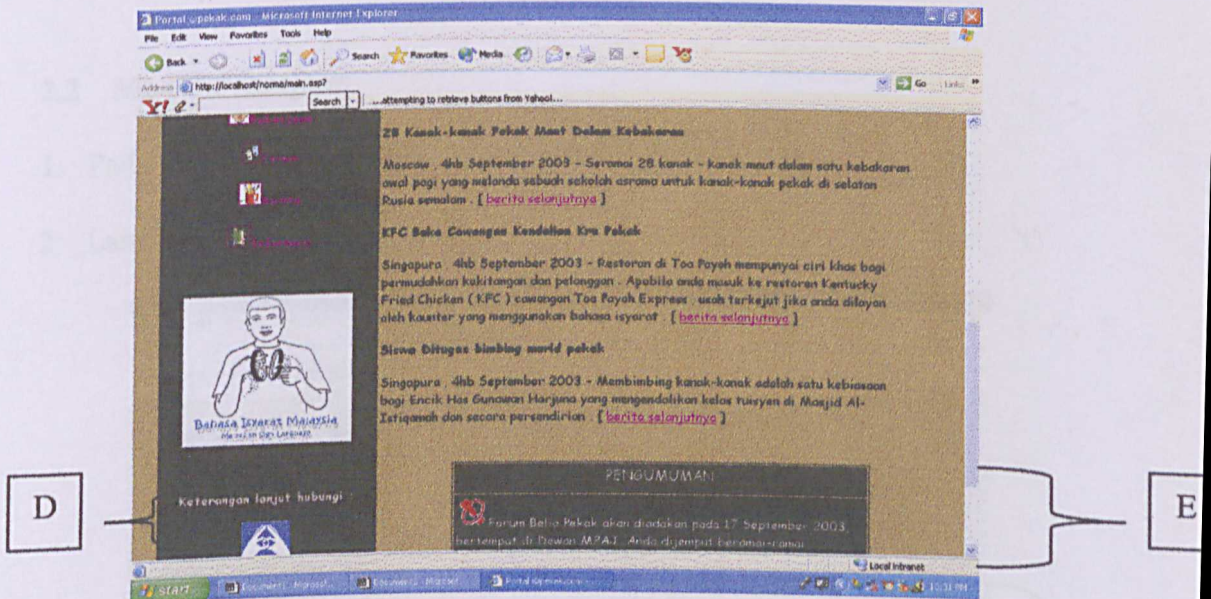 Portal @pekak.com - Microsoft Internet Explorer
File Edit View Favorites Tools Help
Back Search Favorites Media
Address http://localhost/norma/main.asp? Go Links
Y! Search ...attempting to retrieve buttons from Yahoo!...
28 Kanak-kanak Pekak Maut Dalam Kebakaran
Moscow , 4hb September 2003 - Seramai 28 kanak - kanak maut dalam satu kebakaran
awal pagi yang melanda sebuah sekolah asrama untuk kanak-kanak pekak di selatan
Rusia semalam . [ berita selanjutnya ]
KFC Buka Cawangan Kendalian Kru Pekak
Singapura , 4hb September 2003 - Restoran di Toa Payoh mempunyai ciri khas bagi
permudahkan kakitangan dan pelanggan . Apabila anda masuk ke restoran Kentucky
Fried Chicken ( KFC ) cawangan Toa Payah Express , usah terkejut jika anda dilayan
oleh kaunter yang menggunakan bahasa isyarat . [ berita selanjutnya ]
Siswa Ditugas bimbing murid pekak
Singapura , 4hb September 2003 - Membimbing kanak-kanak adalah satu kebiasaan
bagi Encik Has Gunawan Harjuna yang mengendalikan kelas tuisyen di Masjid Al-
Istiqamah dan secara persendirian . [ berita selanjutnya ]
Bahasa Isyarat Malaysia
Malaysian Sign Language
D
Keterangan lanjut hubungi :
PENGUMUMAN
Forum Belia Pekak akan diadakan pada 17 September 2003,
bertempat di Dewan MPAJ . Anda dijemput beramai-ramai
E
Local intranet
start